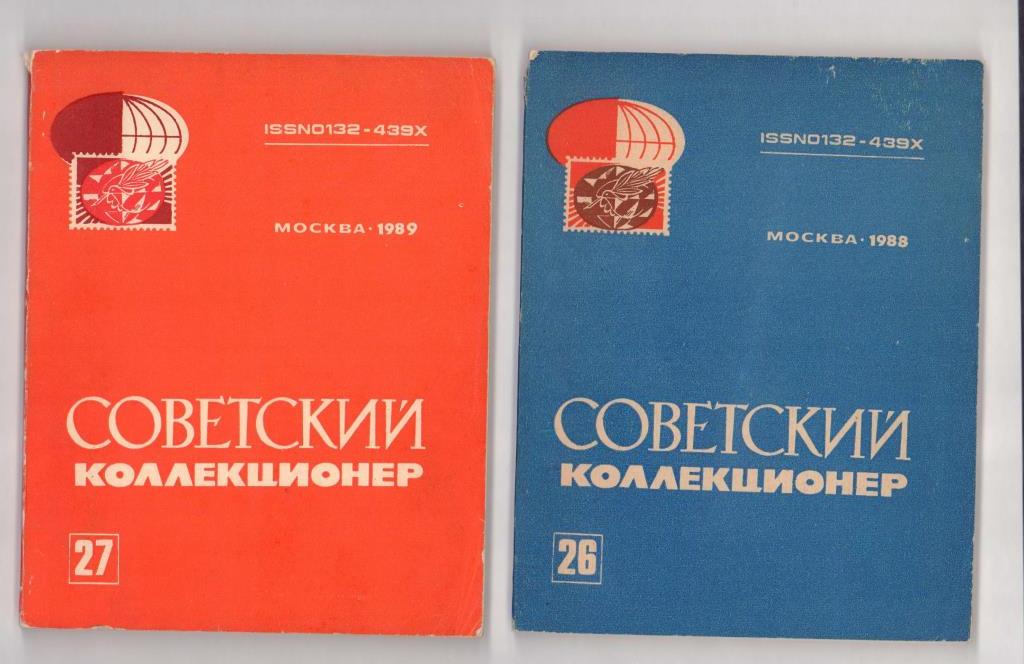 ISSN0132-439X
МОСКВА·1989
СОВЕТСКИЙ
КОЛЛЕКЦИОНЕР
27
ISSN0132-439X
МОСКВА·1988
СОВЕТСКИЙ
КОЛЛЕКЦИОНЕР
26